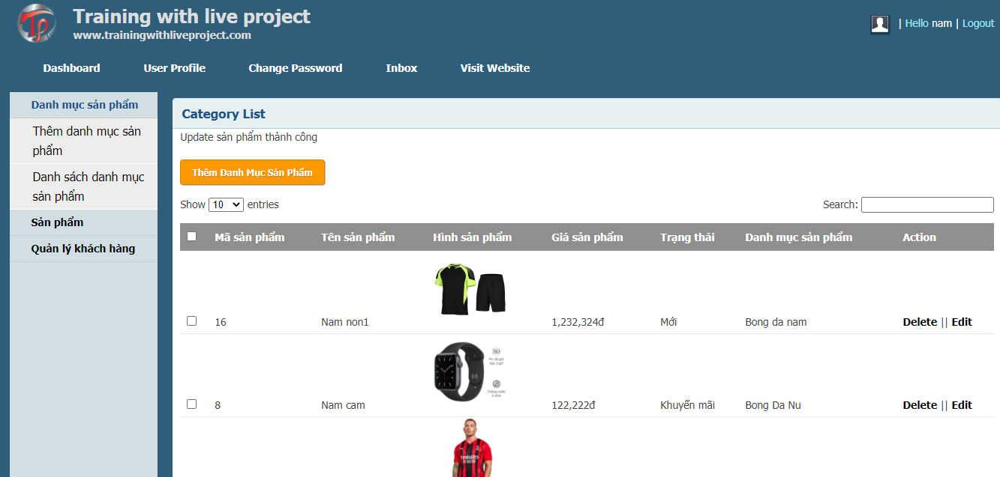 Training with live project
www.trainingwithliveproject.com
| Hello nam | Logout
Dashboard User Profile Change Password Inbox Visit Website
Danh mục sản phẩm
Thêm danh mục sản
phẩm
Danh sách danh mục
sản phẩm
Sản phẩm
Quản lý khách hàng
Category List
Update sản phẩm thành công
Thêm Danh Mục Sản Phẩm
Show 10 entries Search:
Mã sản phẩm Tên sản phẩm Hình sản phẩm Giá sản phẩm Trạng thái Danh mục sản phẩm Action
16 Nam non1 1,232,324đ Mới Bong da nam Delete || Edit
8 Nam cam 122,222đ Khuyến mãi Bong Da Nu Delete || Edit